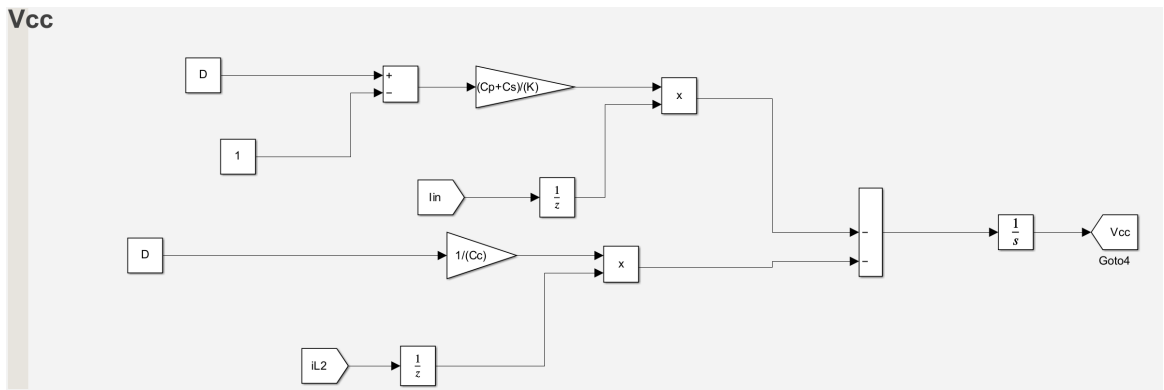 Vcc
D
+
−
(Cp+Cs)/(K)
x
1
Iin
1
z
D
1/(Cc)
x
−
−
1
s
Vcc
Goto4
iL2
1
z